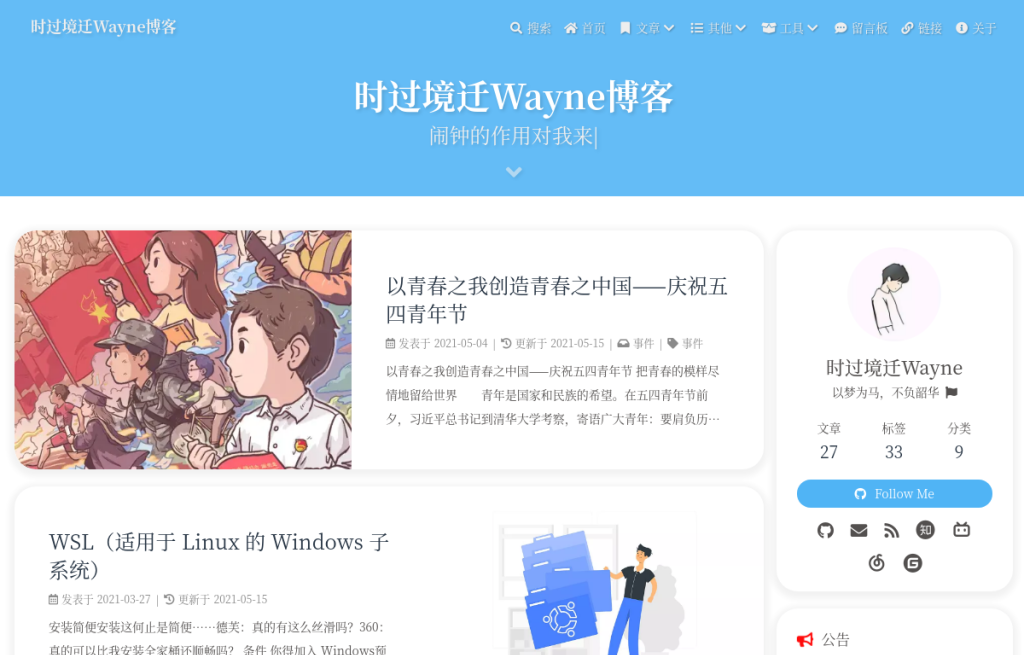 时过境迁Wayne博客
搜索 首页 文章 其他 工具 留言板 链接 关于
时过境迁Wayne博客
闹钟的作用对我来|
以青春之我创造青春之中国——庆祝五
四青年节
发表于 2021-05-04 | 更新于 2021-05-15 | 事件 | 事件
以青春之我创造青春之中国——庆祝五四青年节 把青春的模样尽
情地留给世界 青年是国家和民族的希望。在五四青年节前
夕，习近平总书记到清华大学考察，寄语广大青年：要肩负历…
WSL（适用于 Linux 的 Windows 子
系统）
发表于 2021-03-27 | 更新于 2021-05-15
安装简便安装这何止是简便……德芙：真的有这么丝滑吗？360：
真的可以比我安装全家桶还顺畅吗？ 条件 你得加入 Windows预
时过境迁Wayne
以梦为马，不负韶华
文章 标签 分类
27 33 9
Follow Me
知
公告